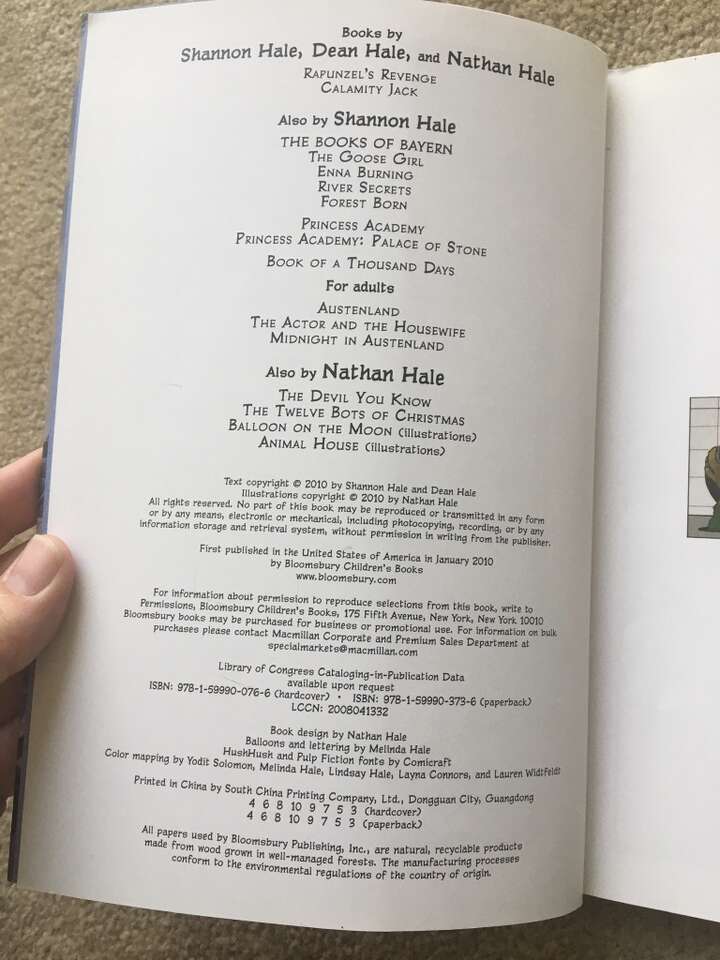 Books by
Shannon Hale, Dean Hale, and Nathan Hale
Rapunzel's Revenge
Calamity Jack
Also by Shannon Hale
THE BOOKS OF BAYERN
The Goose Girl
Enna Burning
River Secrets
Forest Born
Princess Academy
Princess Academy: Palace of Stone
Book of a Thousand Days
For adults
Austenland
The Actor and the Housewife
Midnight in Austenland
Also by Nathan Hale
The Devil You Know
The Twelve Bots of Christmas
Balloon on the Moon (illustrations)
Animal House (illustrations)
Text copyright © 2010 by Shannon Hale and Dean Hale
Illustrations copyright © 2010 by Nathan Hale
All rights reserved. No part of this book may be reproduced or transmitted in any form
or by any means, electronic or mechanical, including photocopying, recording, or by any
information storage and retrieval system, without permission in writing from the publisher.
First published in the United States of America in January 2010
by Bloomsbury Children's Books
www.bloomsbury.com
For information about permission to reproduce selections from this book, write to
Permissions, Bloomsbury Children's Books, 175 Fifth Avenue, New York, New York 10010
Bloomsbury books may be purchased for business or promotional use. For information on bulk
purchases please contact Macmillan Corporate and Premium Sales Department at
specialmarkets@macmillan.com
Library of Congress Cataloging-in-Publication Data
available upon request
ISBN: 978-1-59990-076-6 (hardcover) • ISBN: 978-1-59990-373-6 (paperback)
LCCN: 2008041332
Book design by Nathan Hale
Balloons and lettering by Melinda Hale
HushHush and Pulp Fiction fonts by Comicraft
Color mapping by Yodit Solomon, Melinda Hale, Lindsay Hale, Layna Connors, and Lauren Widtfeldt
Printed in China by South China Printing Company, Ltd., Dongguan City, Guangdong
4 6 8 10 9 7 5 3 (hardcover)
4 6 8 10 9 7 5 3 (paperback)
All papers used by Bloomsbury Publishing, Inc., are natural, recyclable products
made from wood grown in well-managed forests. The manufacturing processes
conform to the environmental regulations of the country of origin.